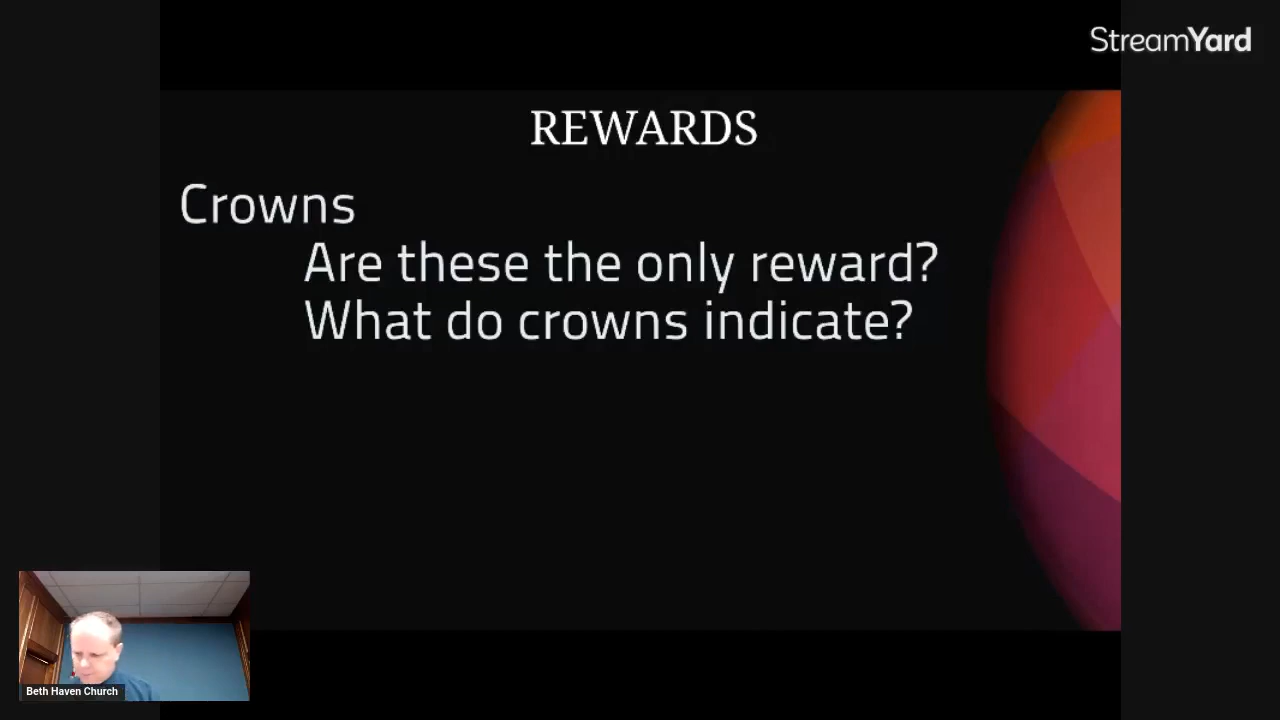 StreamYard
REWARDS
Crowns
Are these the only reward?
What do crowns indicate?
Beth Haven Church